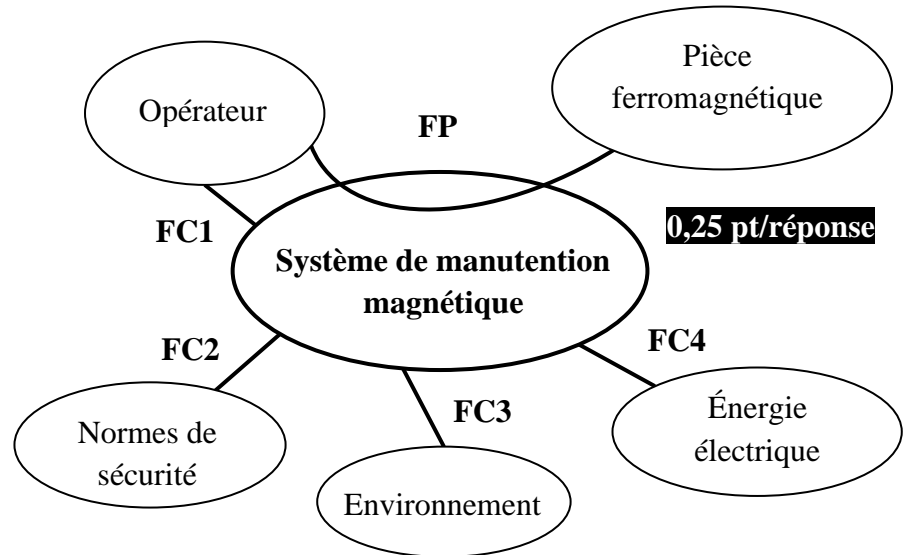 Opérateur
Pièce
ferromagnétique
FP
FC1
0,25 pt/réponse
Système de manutention
magnétique
FC2
FC4
FC3
Normes de
sécurité
Énergie
électrique
Environnement